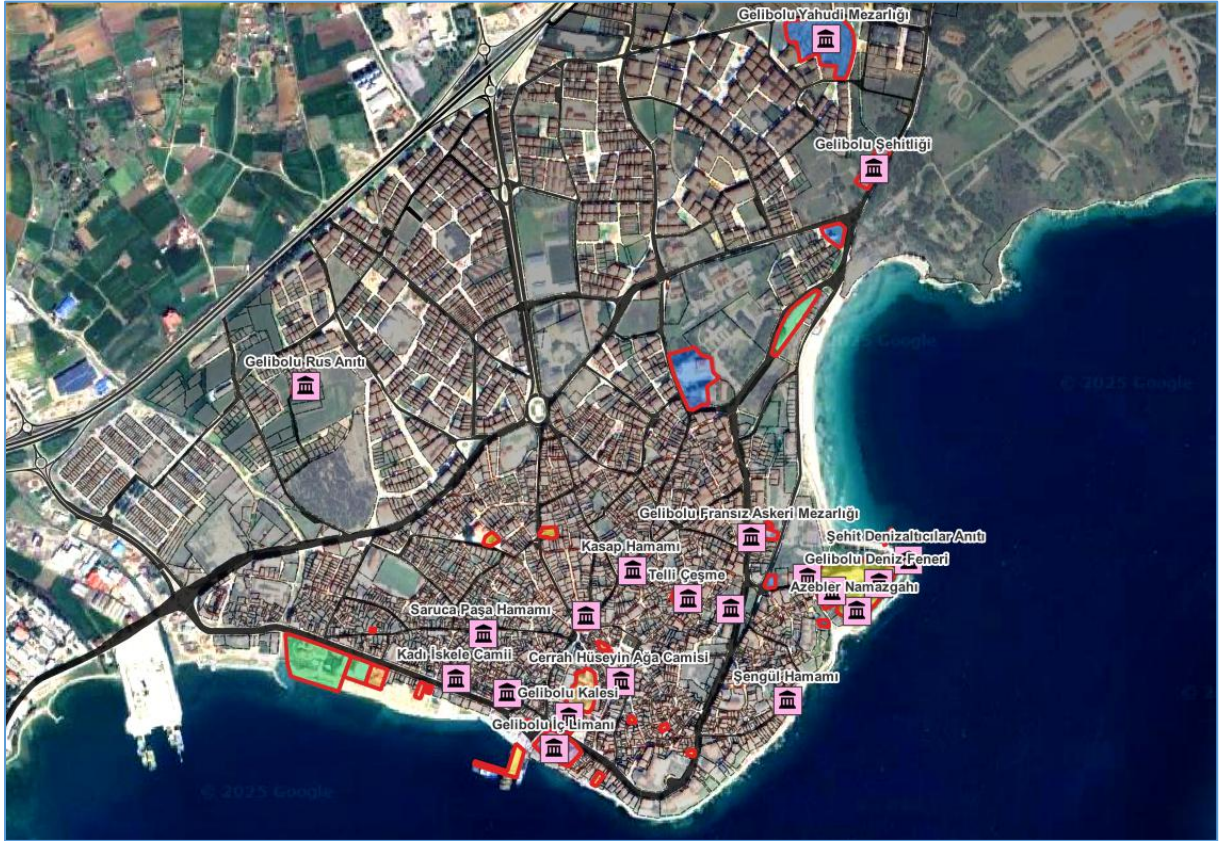 Gelibolu Yahudi Mezarlığı
Gelibolu Şehitliği
2025 Google
© 2025 Google
Gelibolu Rus Anıtı
Gelibolu Fransız Askeri Mezarlığı
Şehit Denizaltıcılar Anıtı
Kasap Hamamı
Gelibolu Deniz Feneri
Telli Çeşme
Azebler Namazgahı
Saruca Paşa Hamamı
Kadı İskele Camii
Cerrah Hüseyin Ağa Camisi
Şengül Hamamı
Gelibolu Kalesi
Gelibolu İç Limanı
© 2025 Google